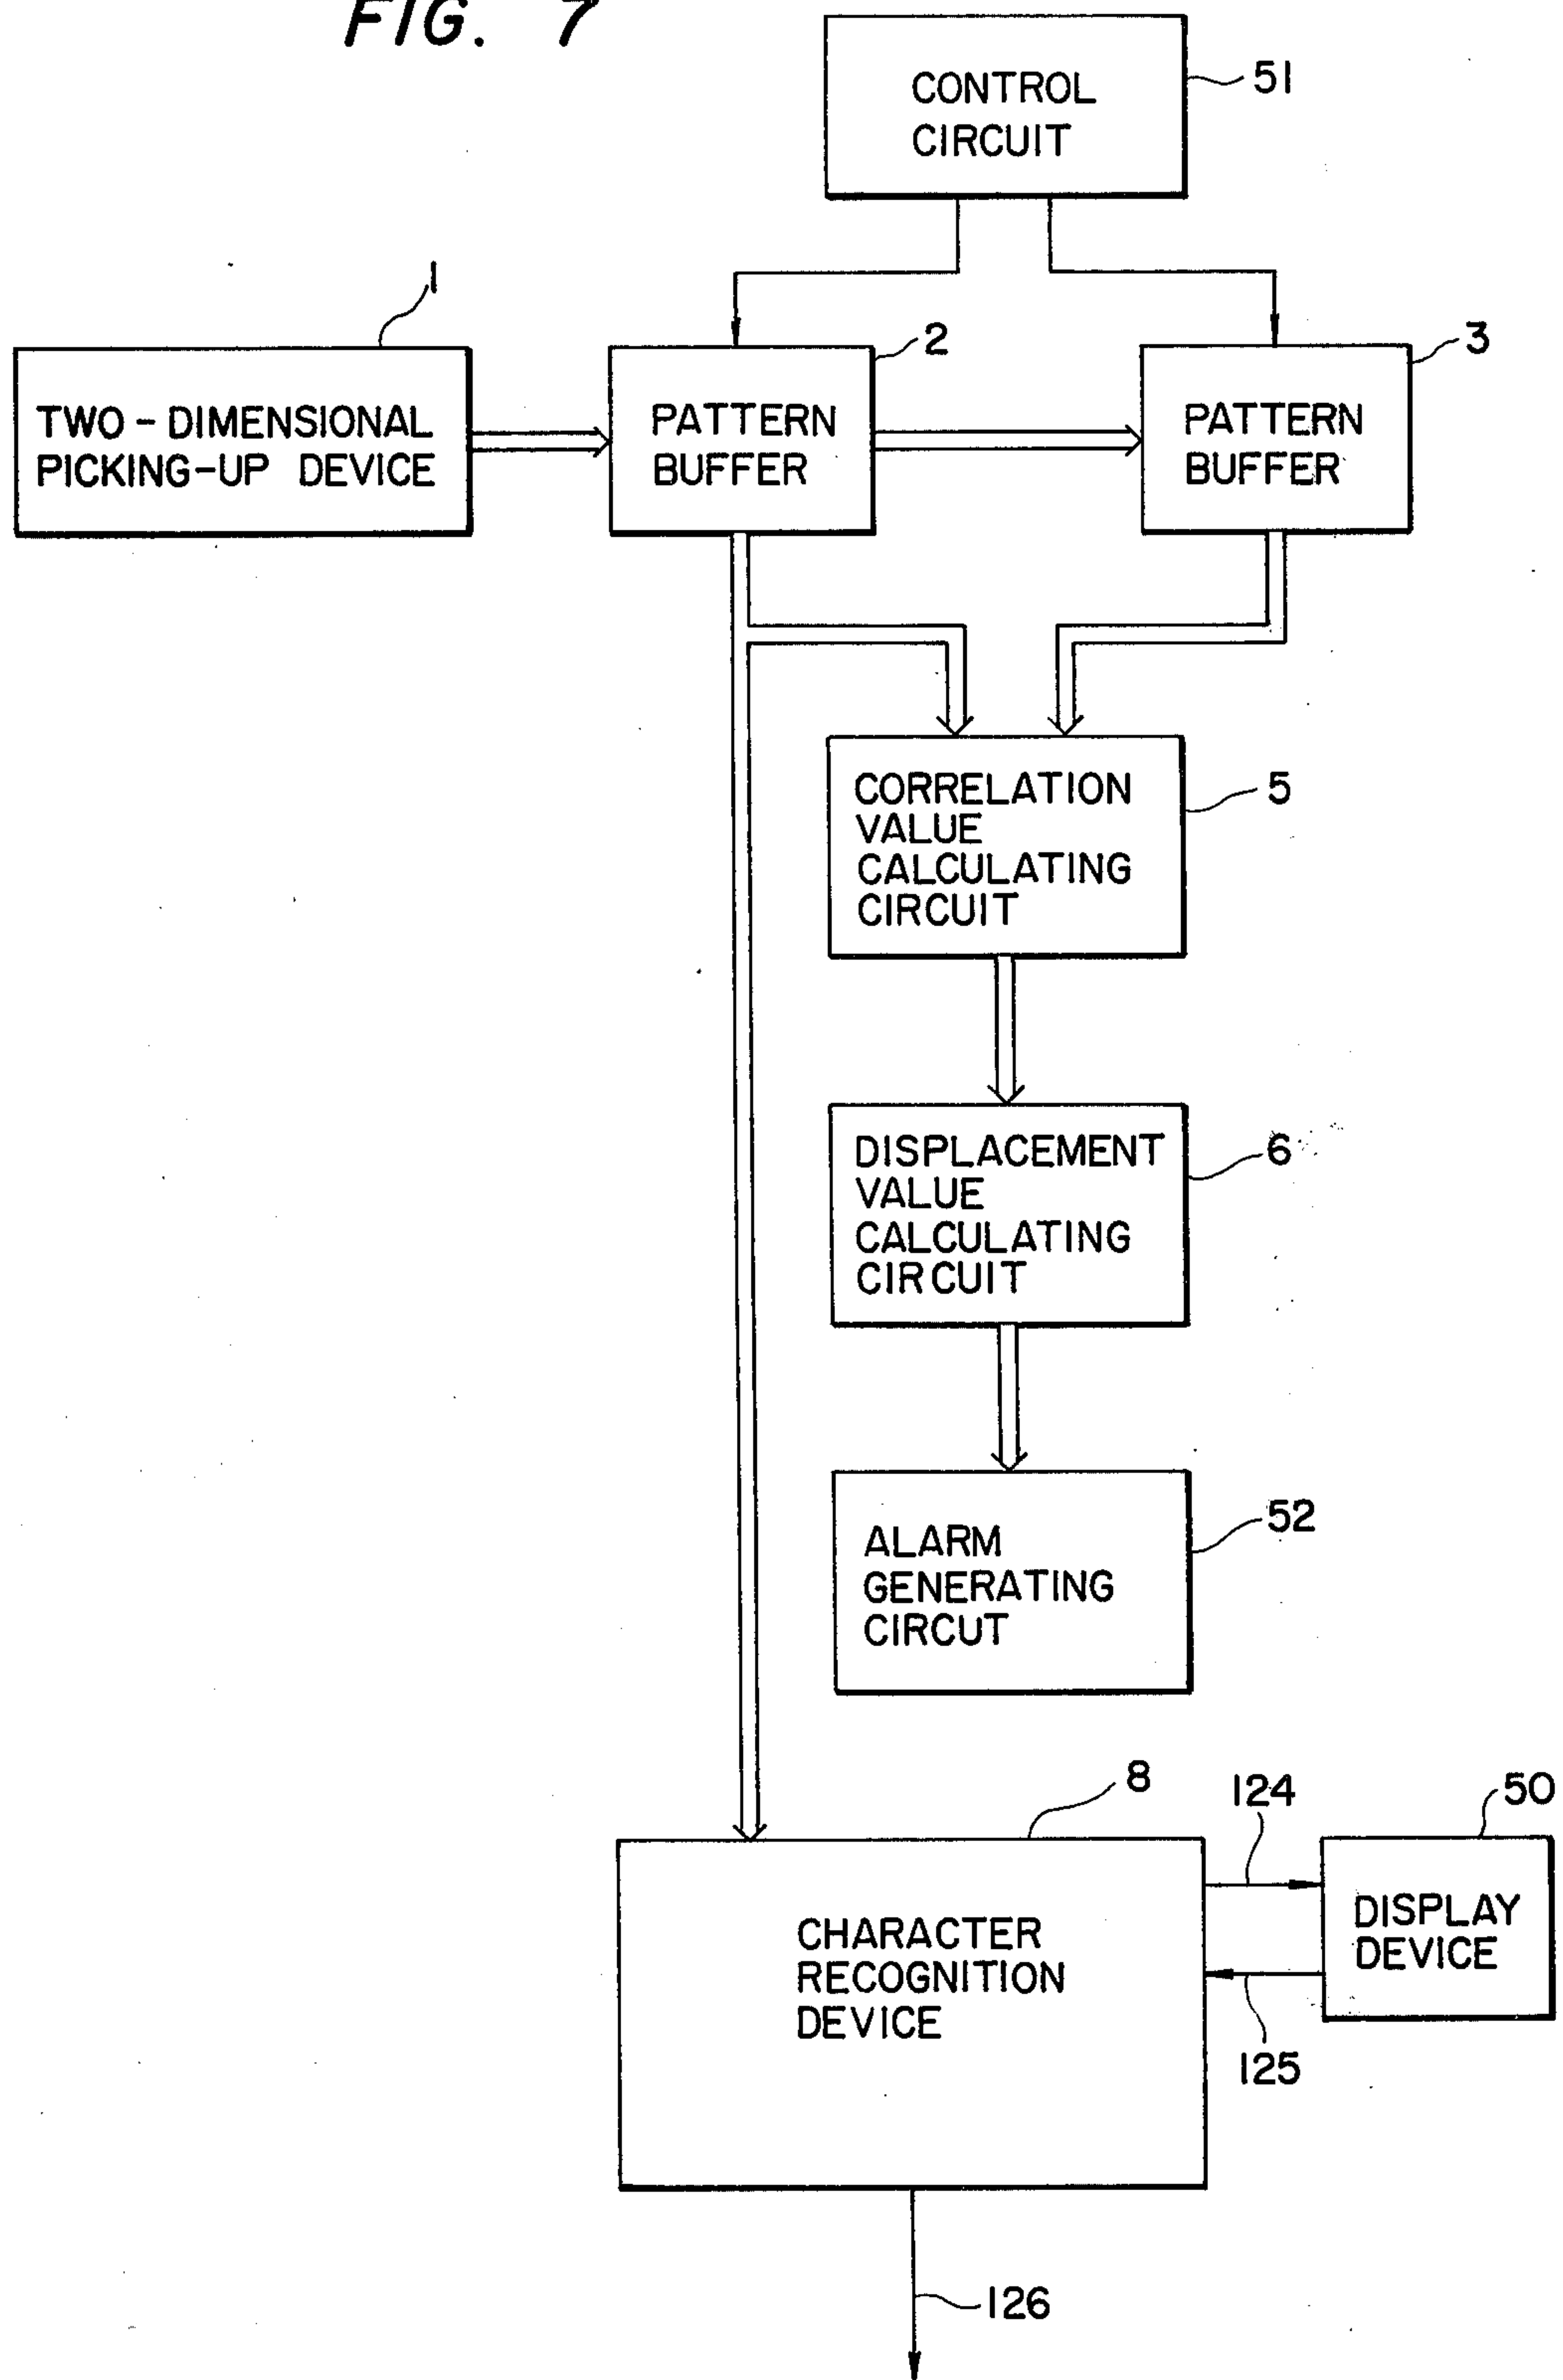 FIG. 7
CONTROL
CIRCUIT
51
1
TWO-DIMENSIONAL
PICKING-UP DEVICE
2
PATTERN
BUFFER
3
PATTERN
BUFFER
CORRELATION
VALUE
CALCULATING
CIRCUIT
5
DISPLACEMENT
VALUE
CALCULATING
CIRCUIT
6
ALARM
GENERATING
CIRCUT
52
8
CHARACTER
RECOGNITION
DEVICE
124
50
DISPLAY
DEVICE
125
126